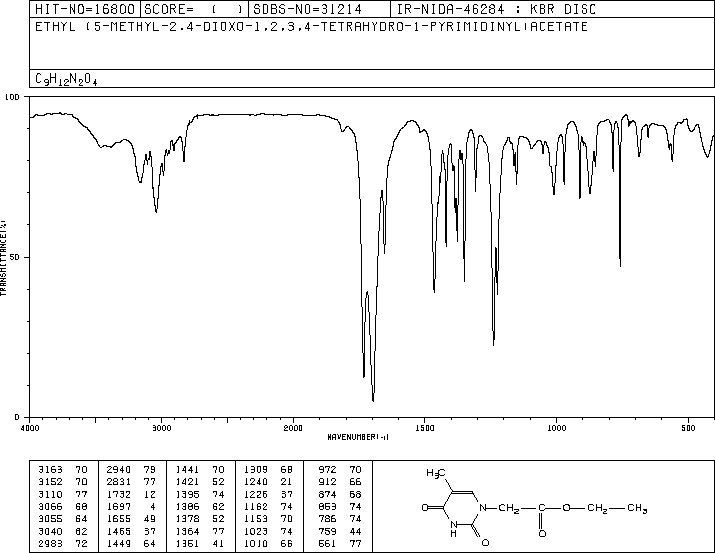 HIT-NO=16800 SCORE= ( ) SDBS-NO=31214 IR-NIDA-46284 : KBR DISC
ETHYL (5-METHYL-2,4-DIOXO-1,2,3,4-TETRAHYDRO-1-PYRIMIDINYL)ACETATE
C9H12N2O4
100
50
0
TRANSMITTANCE(%)
4000 3000 2000 1500 1000 500
WAVENUMBER(-1)
3163 70 2940 79 1441 70 1309 68 972 70
3152 70 2831 77 1421 52 1240 21 912 66
3110 77 1732 12 1395 74 1226 37 874 68
3066 68 1697 4 1386 62 1162 74 853 74
3055 64 1655 49 1378 52 1153 70 786 74
3040 62 1465 37 1364 77 1023 74 759 44
2983 72 1449 64 1351 41 1010 66 561 77
H3C
O N CH2 O CH2 CH3
NH O
O